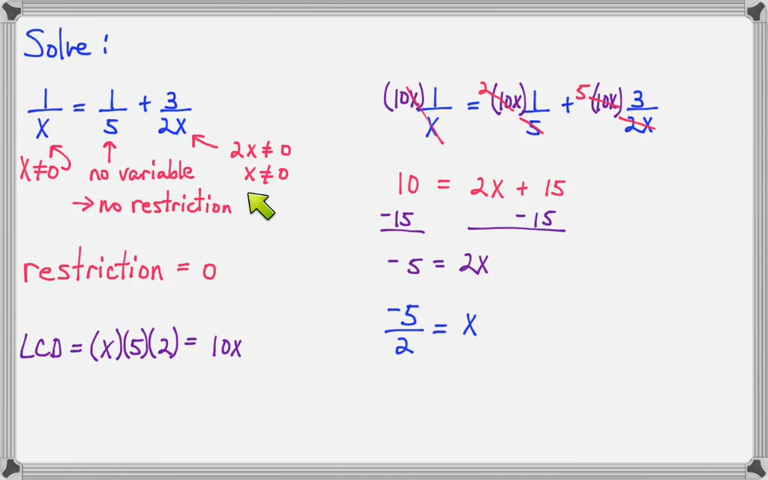 Solve :
1/X = 1/5 + 3/2X
X≠0 no variable 2X≠0
→ no restriction X≠0
restriction = 0
LCD = (X)(5)(2) = 10X
(10X) 1/X = 2 (10X) 1/5 + 5 (10X) 3/2X
10 = 2X + 15
-15 -15
-5 = 2X
-5/2 = X